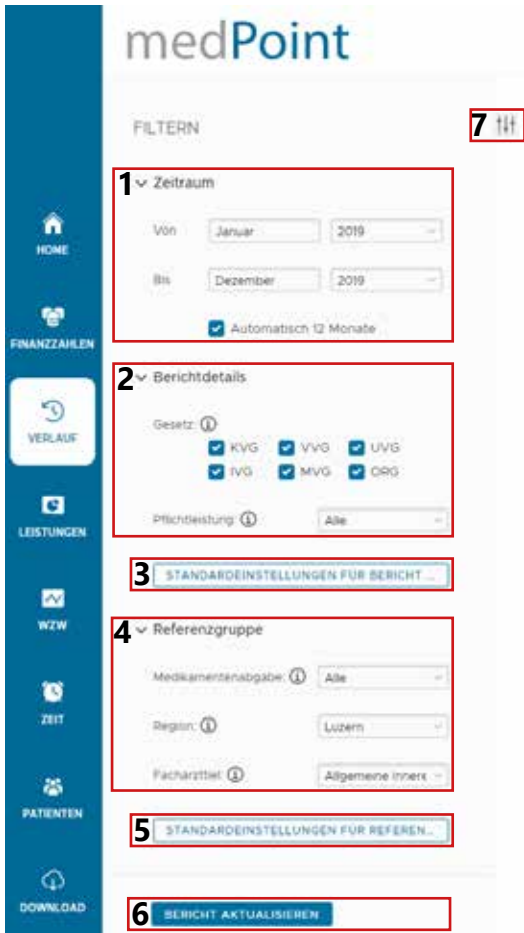 medPoint
FILTERN
7
1 Zeitraum
Von Januar 2019
Bis Dezember 2019
Automatisch 12 Monate
2 Berichtdetails
Gesetz:
KVG VVG UVG
IVG MVG ORG
Pflichtleistung: Alle
3 STANDARDEINSTELLUNGEN FÜR BERICHT ...
4 Referenzgruppe
Medikamentenabgabe: Alle
Region: Luzern
Facharzttitel: Allgemeine Innere
5 STANDARDEINSTELLUNGEN FÜR REFEREN...
6 BERICHT AKTUALISIEREN
HOME
FINANZZAHLEN
VERLAUF
LEISTUNGEN
WZW
ZEIT
PATIENTEN
DOWNLOAD